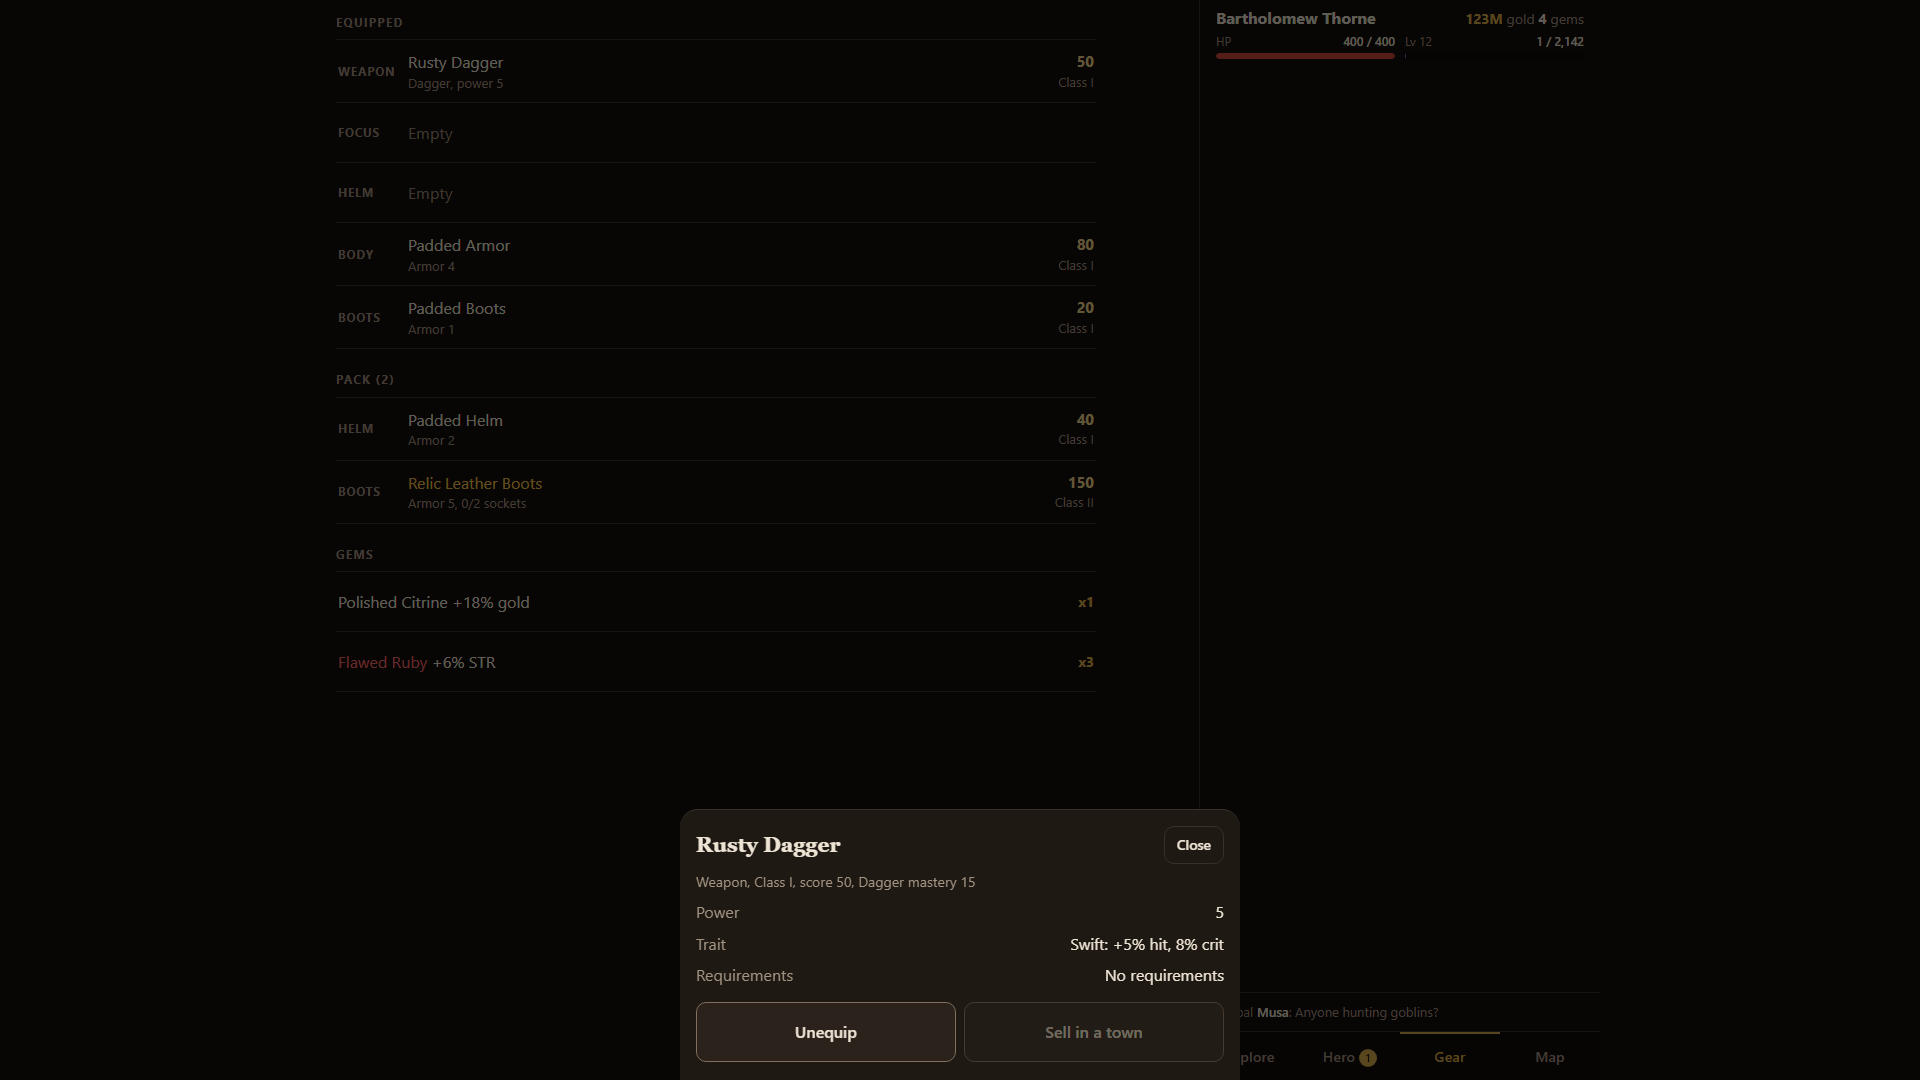 EQUIPPED
WEAPON Rusty Dagger 50
Dagger, power 5 Class I
FOCUS Empty
HELM Empty
BODY Padded Armor 80
Armor 4 Class I
BOOTS Padded Boots 20
Armor 1 Class I
PACK (2)
HELM Padded Helm 40
Armor 2 Class I
BOOTS Relic Leather Boots 150
Armor 5, 0/2 sockets Class II
GEMS
Polished Citrine +18% gold x1
Flawed Ruby +6% STR x3
Bartholomew Thorne 123M gold 4 gems
HP 400 / 400 Lv 12 1 / 2,142
Rusty Dagger Close
Weapon, Class I, score 50, Dagger mastery 15
Power 5
Trait Swift: +5% hit, 8% crit
Requirements No requirements
Unequip Sell in a town
bal Musa: Anyone hunting goblins?
plore Hero 1 Gear Map